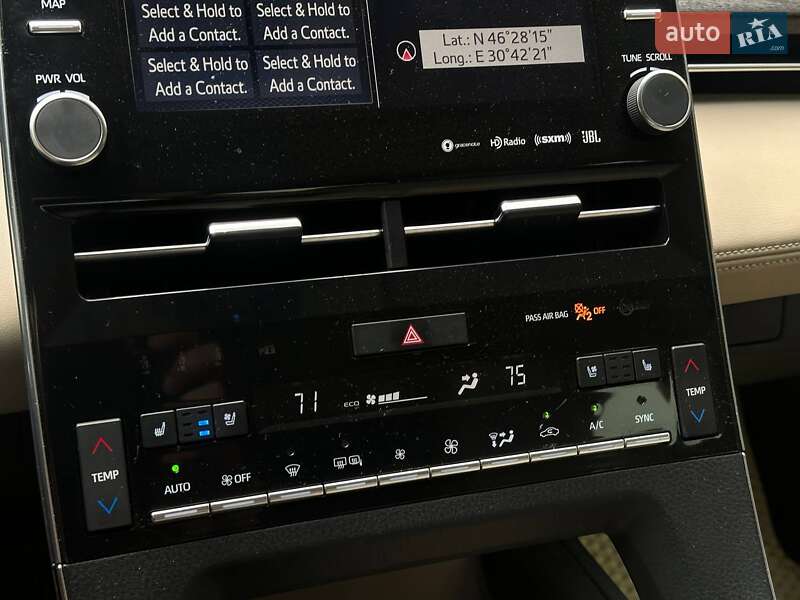 MAP
Select & Hold to
Add a Contact.
Select & Hold to
Add a Contact.
Select & Hold to
Add a Contact.
Select & Hold to
Add a Contact.
Lat.: N 46°28'15"
Long.: E 30°42'21"
auto RIA.com
PWR VOL
TUNE SCROLL
gracenote
HD Radio
((sxm))
JBL
PASS AIR BAG 2 OFF
71
ECO
75
TEMP
TEMP
AUTO
OFF
A/C
SYNC